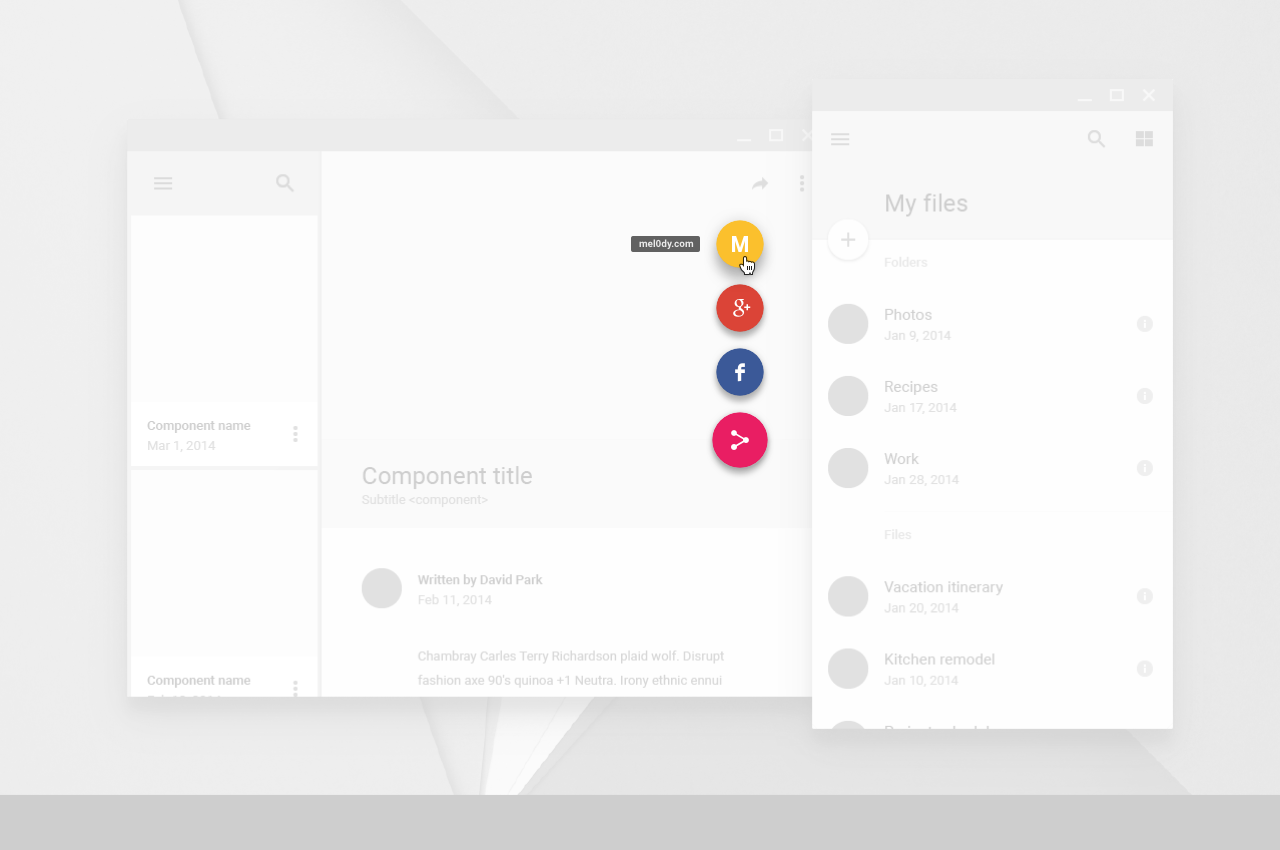 Component name
Mar 1, 2014
Component name
mel0dy.com
M
g+
f
Component title
Subtitle <component>
Written by David Park
Feb 11, 2014
Chambray Carles Terry Richardson plaid wolf. Disrupt
fashion axe 90's quinoa +1 Neutra. Irony ethnic ennui
My files
Folders
Photos
Jan 9, 2014
Recipes
Jan 17, 2014
Work
Jan 28, 2014
Files
Vacation itinerary
Jan 20, 2014
Kitchen remodel
Jan 10, 2014